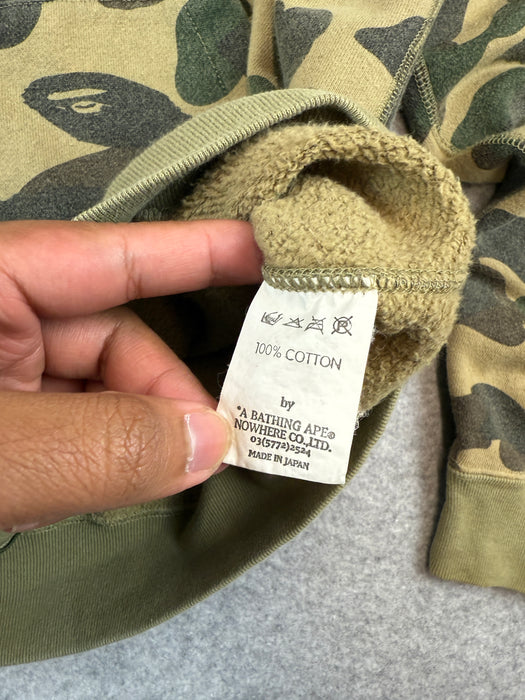 100% COTTON
by
*A BATHING APE®
NOWHERE CO.,LTD.
03(5772)2524
MADE IN JAPAN